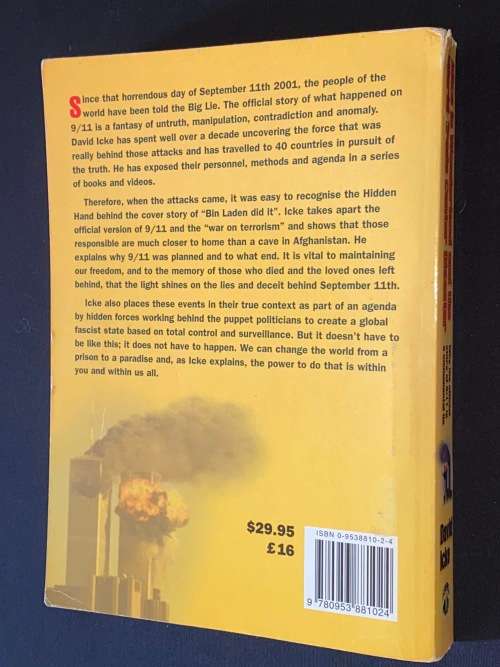 Since that horrendous day of September 11th 2001, the people of the
world have been told the Big Lie. The official story of what happened on
9/11 is a fantasy of untruth, manipulation, contradiction and anomaly.
David Icke has spent well over a decade uncovering the force that was
really behind those attacks and has travelled to 40 countries in pursuit of
the truth. He has exposed their personnel, methods and agenda in a series
of books and videos.
Therefore, when the attacks came, it was easy to recognise the Hidden
Hand behind the cover story of “Bin Laden did it”. Icke takes apart the
official version of 9/11 and the “war on terrorism” and shows that those
responsible are much closer to home than a cave in Afghanistan. He
explains why 9/11 was planned and to what end. It is vital to maintaining
our freedom, and to the memory of those who died and the loved ones left
behind, that the light shines on the lies and deceit behind September 11th.
Icke also places these events in their true context as part of an agenda
by hidden forces working behind the puppet politicians to create a global
fascist state based on total control and surveillance. But it doesn’t have to
be like this; it does not have to happen. We can change the world from a
prison to a paradise and, as Icke explains, the power to do that is within
you and within us all.
$29.95
£16
ISBN 0-9538810-2-4
9 780953 881024
David
Icke